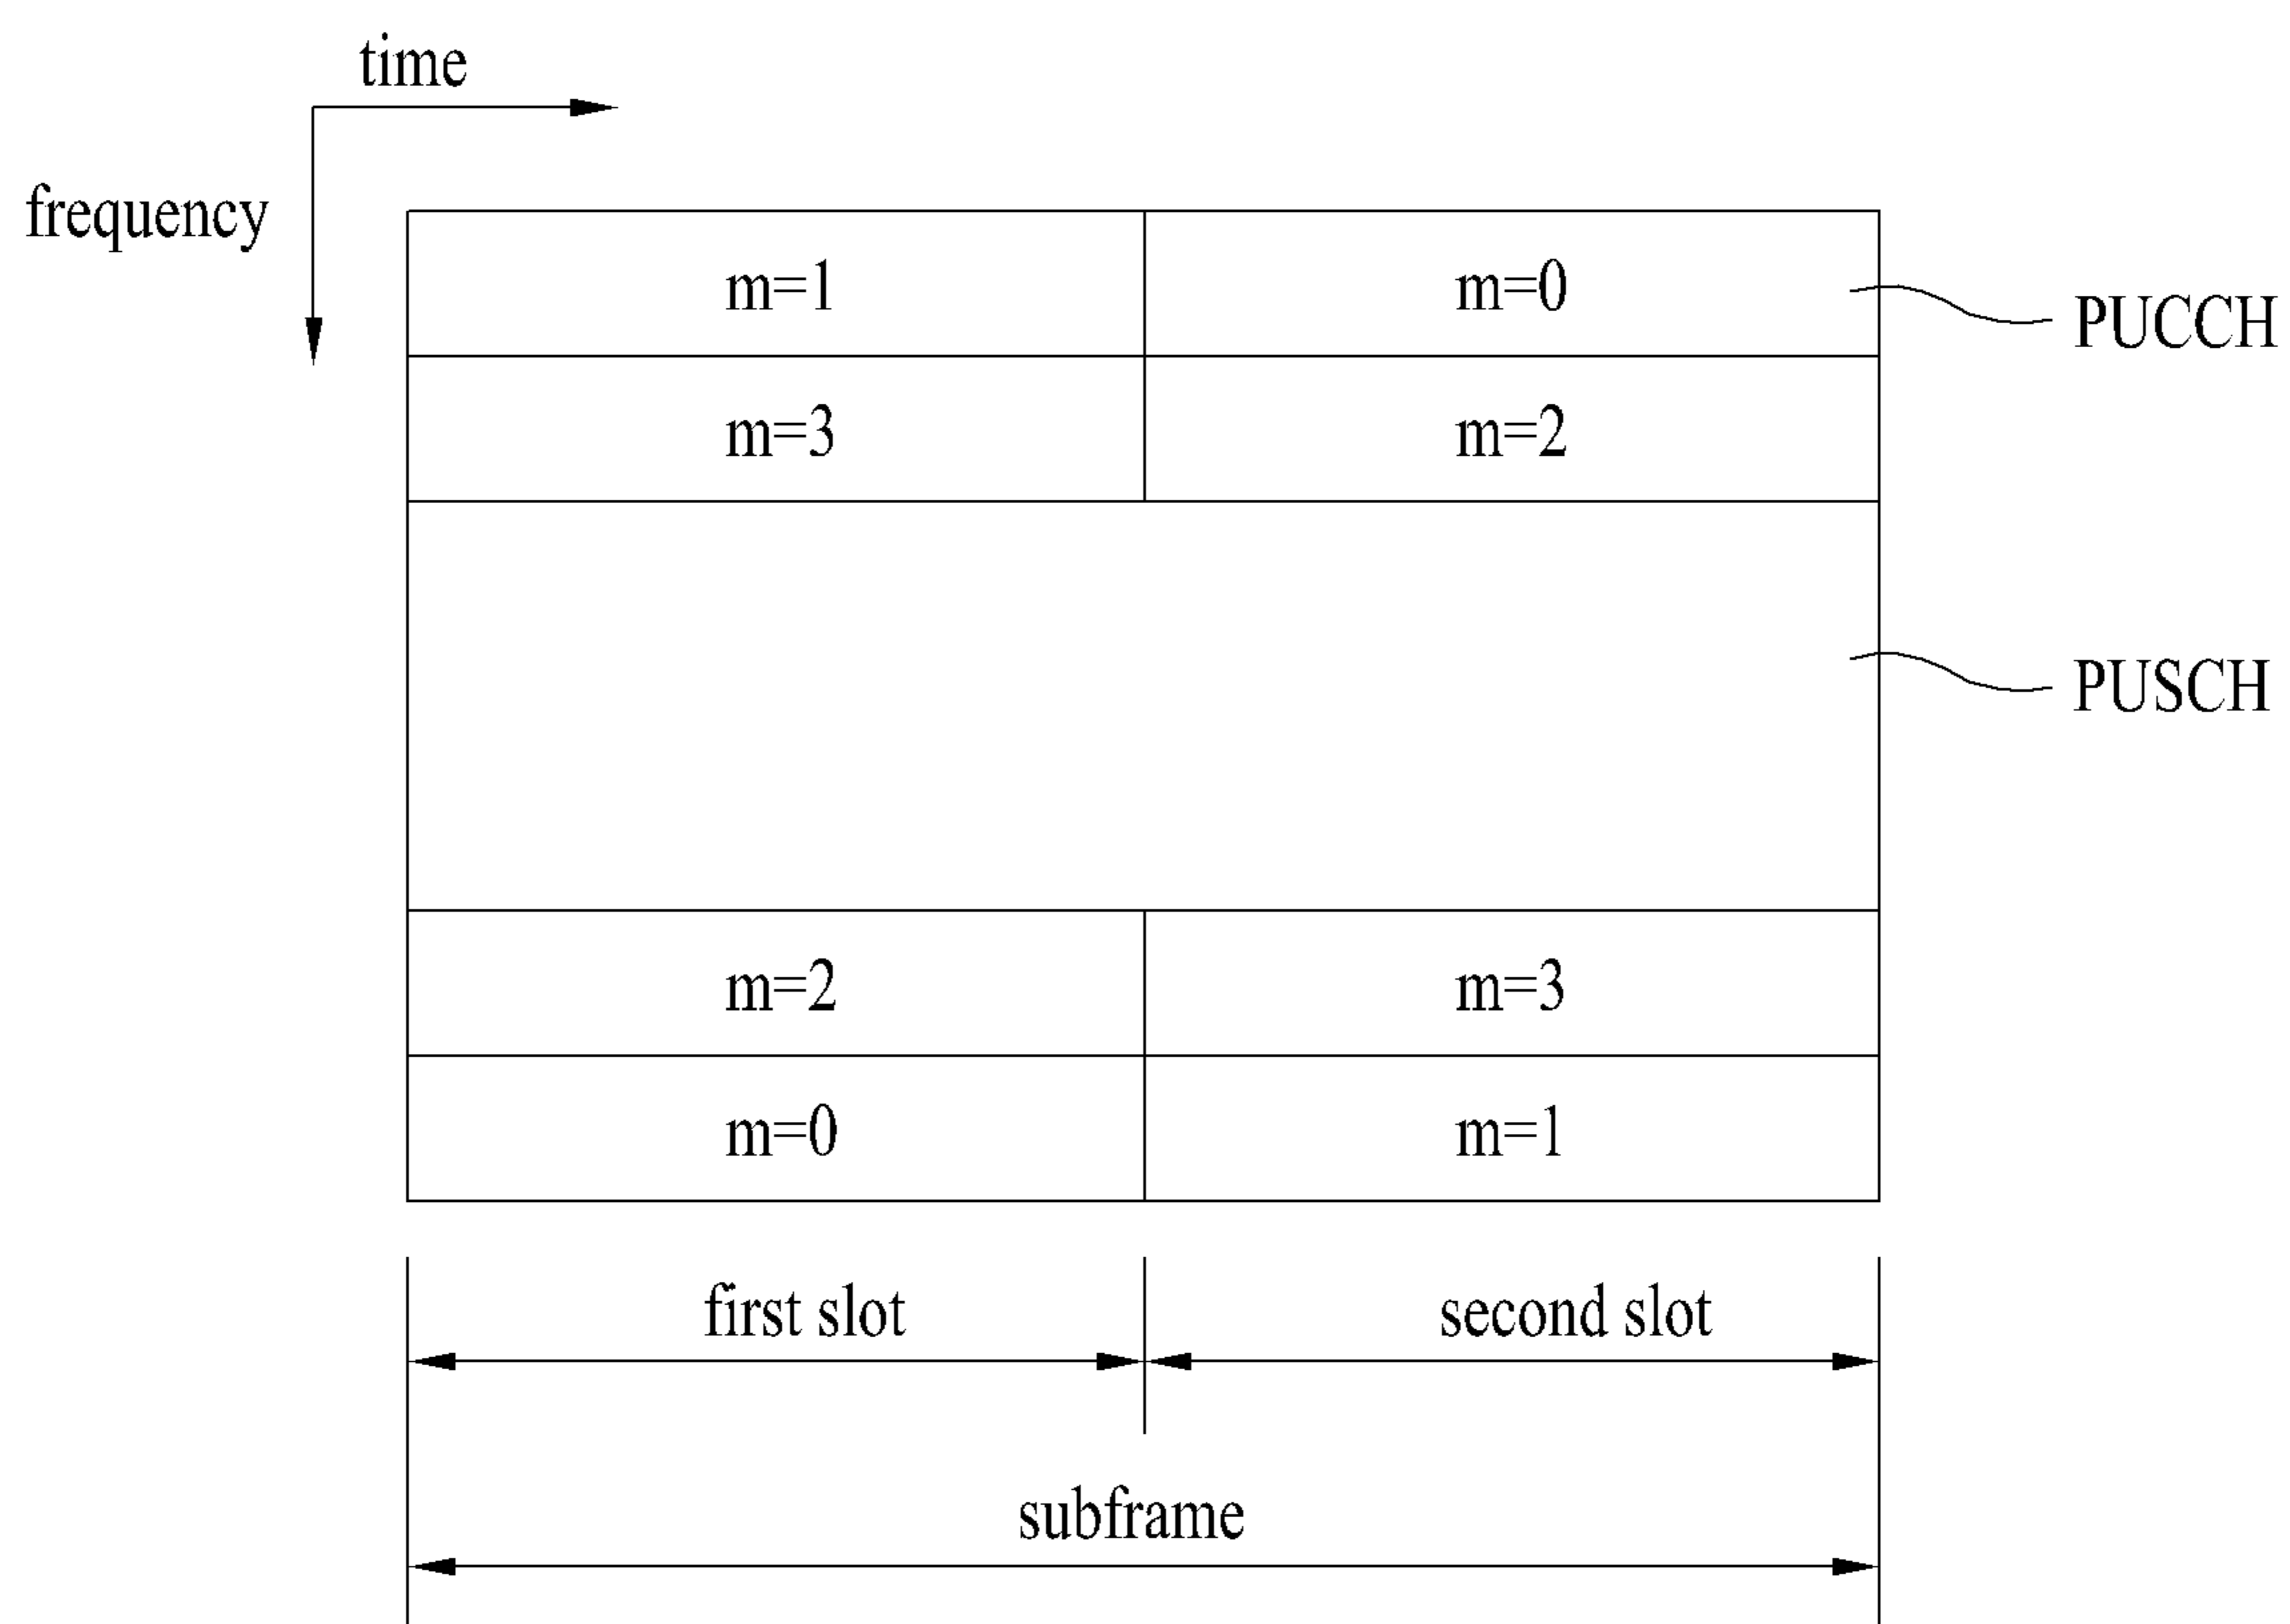 time
frequency
m=1 m=0
PUCCH
m=3 m=2
PUSCH
m=2 m=3
m=0 m=1
first slot second slot
subframe